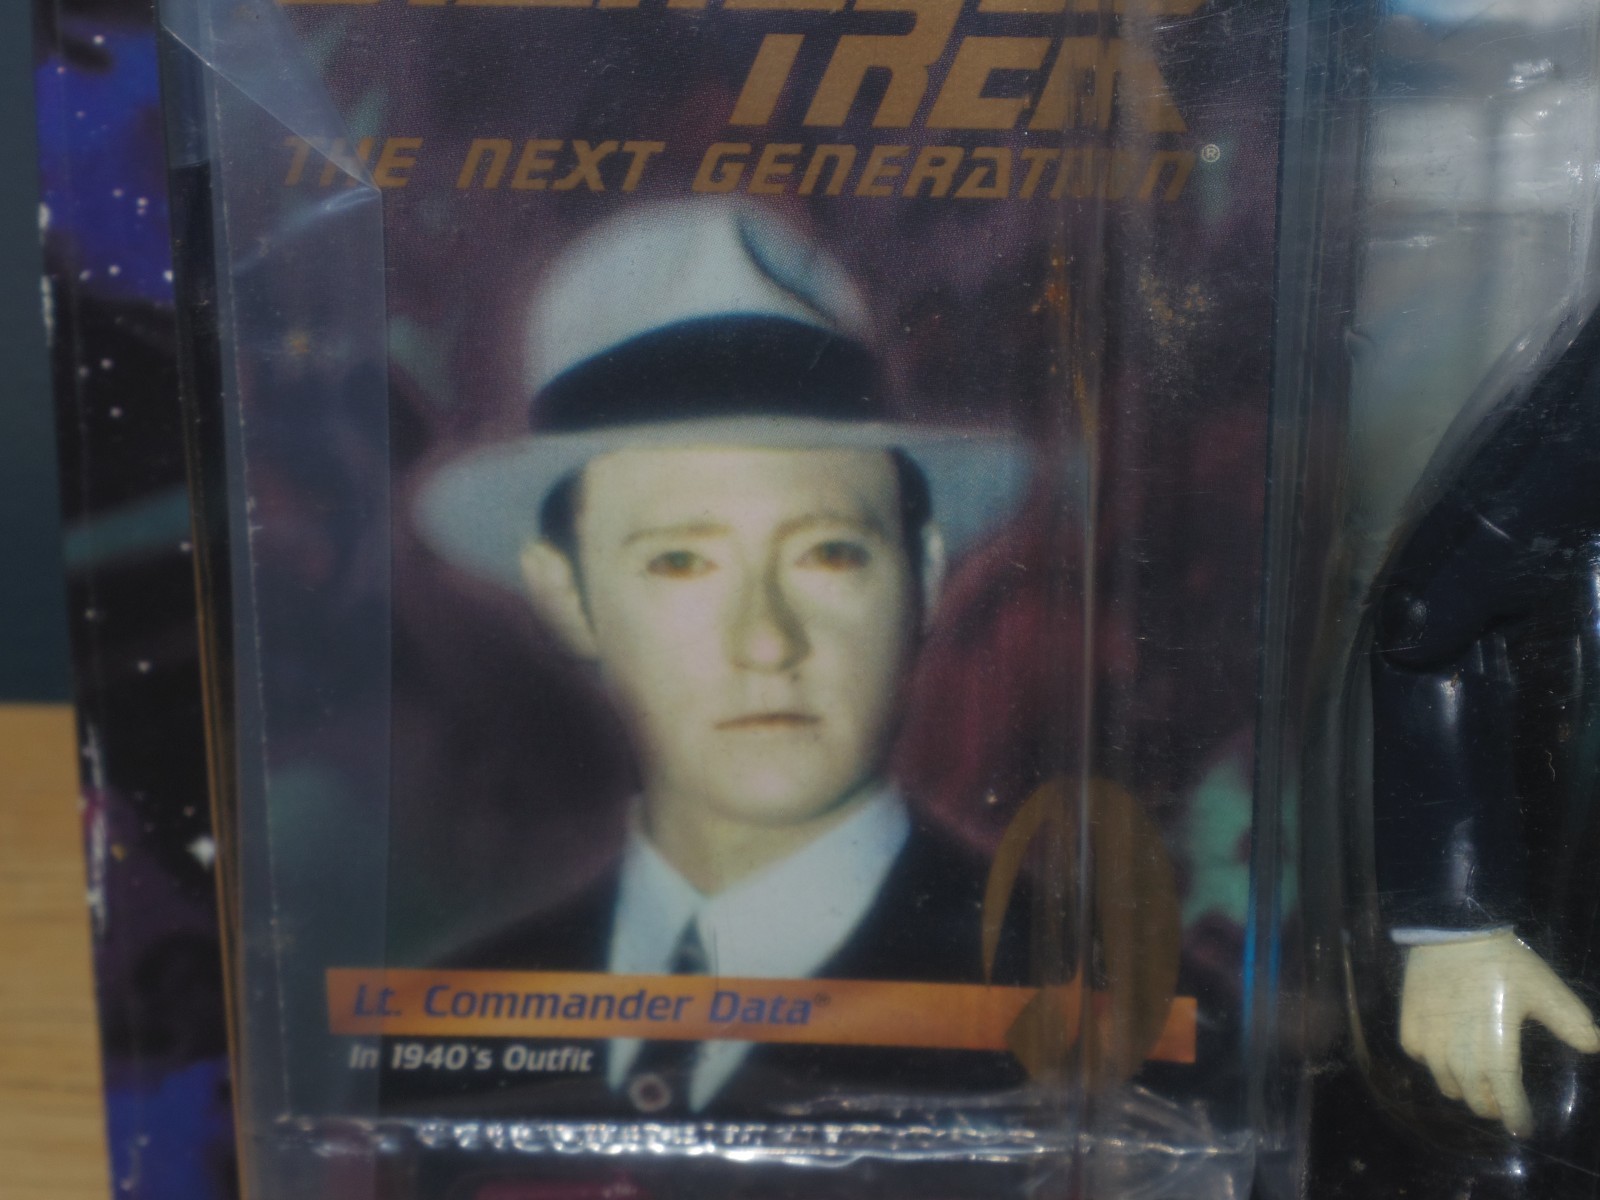 TREK
THE NEXT GENERATION®
Lt. Commander Data®
In 1940's Outfit